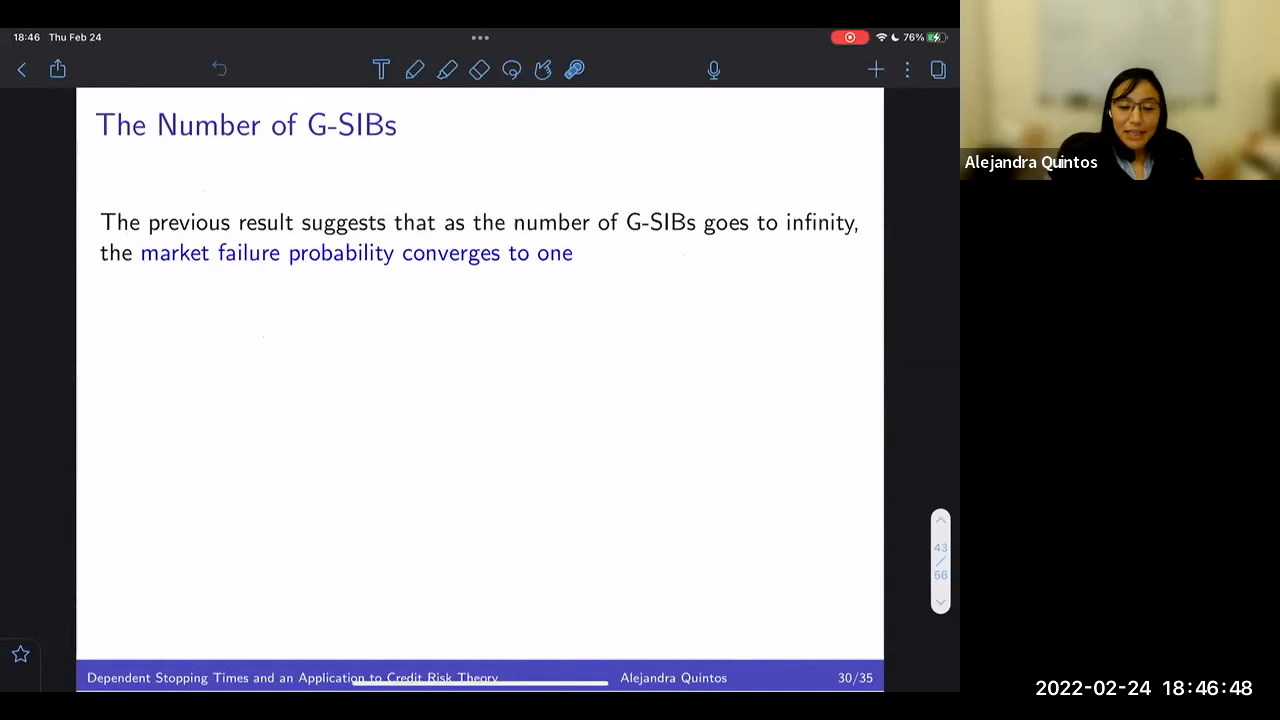 18:46 Thu Feb 24
76%
The Number of G-SIBs
The previous result suggests that as the number of G-SIBs goes to infinity,
the market failure probability converges to one
43
/
56
Dependent Stopping Times and an Application to Credit Risk Theory
Alejandra Quintos
30/35
Alejandra Quintos
2022-02-24 18:46:48